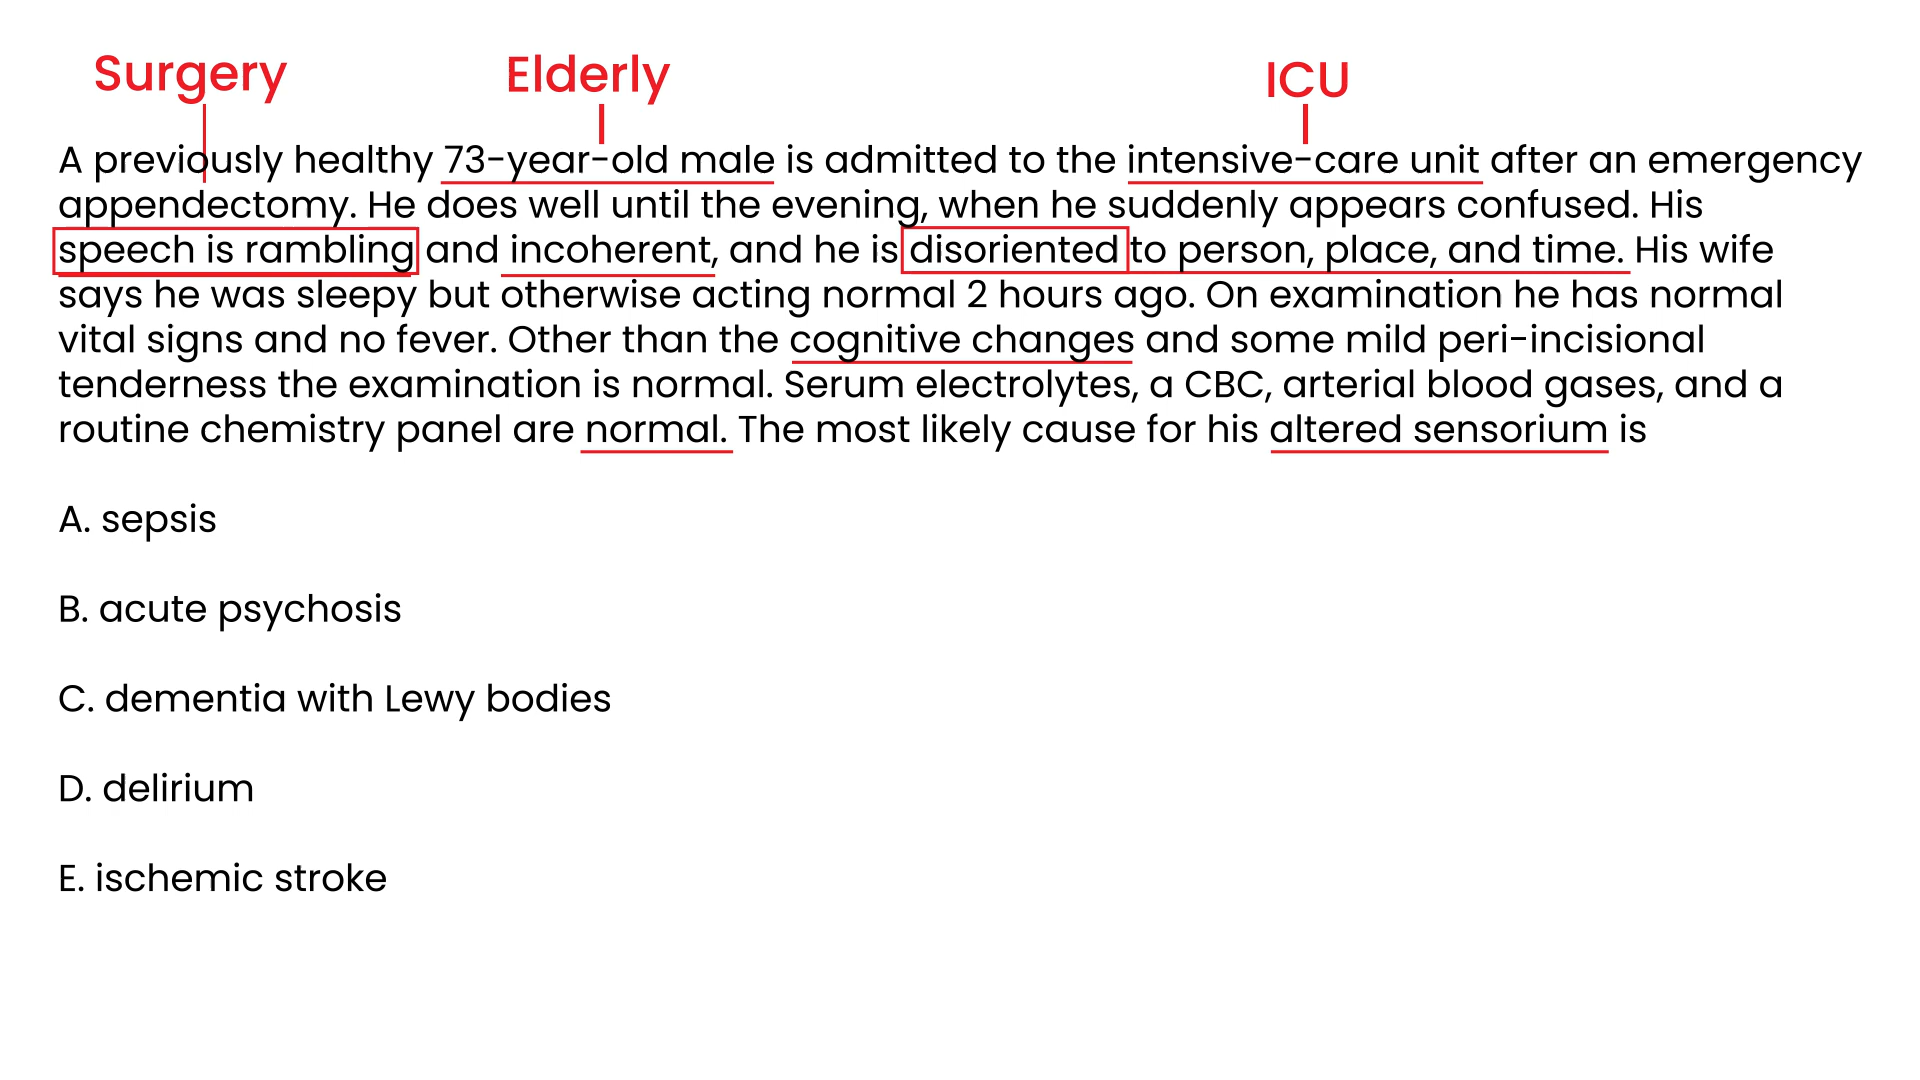 Surgery Elderly ICU
A previously healthy 73-year-old male is admitted to the intensive-care unit after an emergency
appendectomy. He does well until the evening, when he suddenly appears confused. His
speech is rambling and incoherent, and he is disoriented to person, place, and time. His wife
says he was sleepy but otherwise acting normal 2 hours ago. On examination he has normal
vital signs and no fever. Other than the cognitive changes and some mild peri-incisional
tenderness the examination is normal. Serum electrolytes, a CBC, arterial blood gases, and a
routine chemistry panel are normal. The most likely cause for his altered sensorium is
A. sepsis
B. acute psychosis
C. dementia with Lewy bodies
D. delirium
E. ischemic stroke